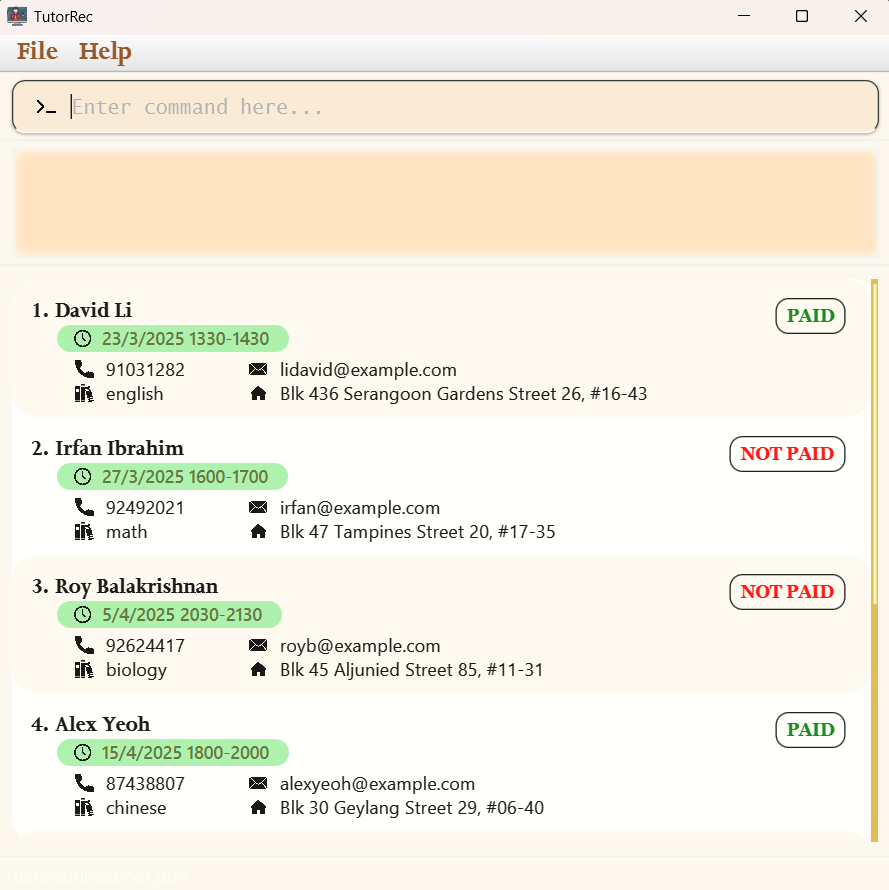 TutorRec
File Help
>_ Enter command here...
1. David Li PAID
23/3/2025 1330-1430
91031282 lidavid@example.com
english Blk 436 Serangoon Gardens Street 26, #16-43
2. Irfan Ibrahim NOT PAID
27/3/2025 1600-1700
92492021 irfan@example.com
math Blk 47 Tampines Street 20, #17-35
3. Roy Balakrishnan NOT PAID
5/4/2025 2030-2130
92624417 royb@example.com
biology Blk 45 Aljunied Street 85, #11-31
4. Alex Yeoh PAID
15/4/2025 1800-2000
87438807 alexyeoh@example.com
chinese Blk 30 Geylang Street 29, #06-40